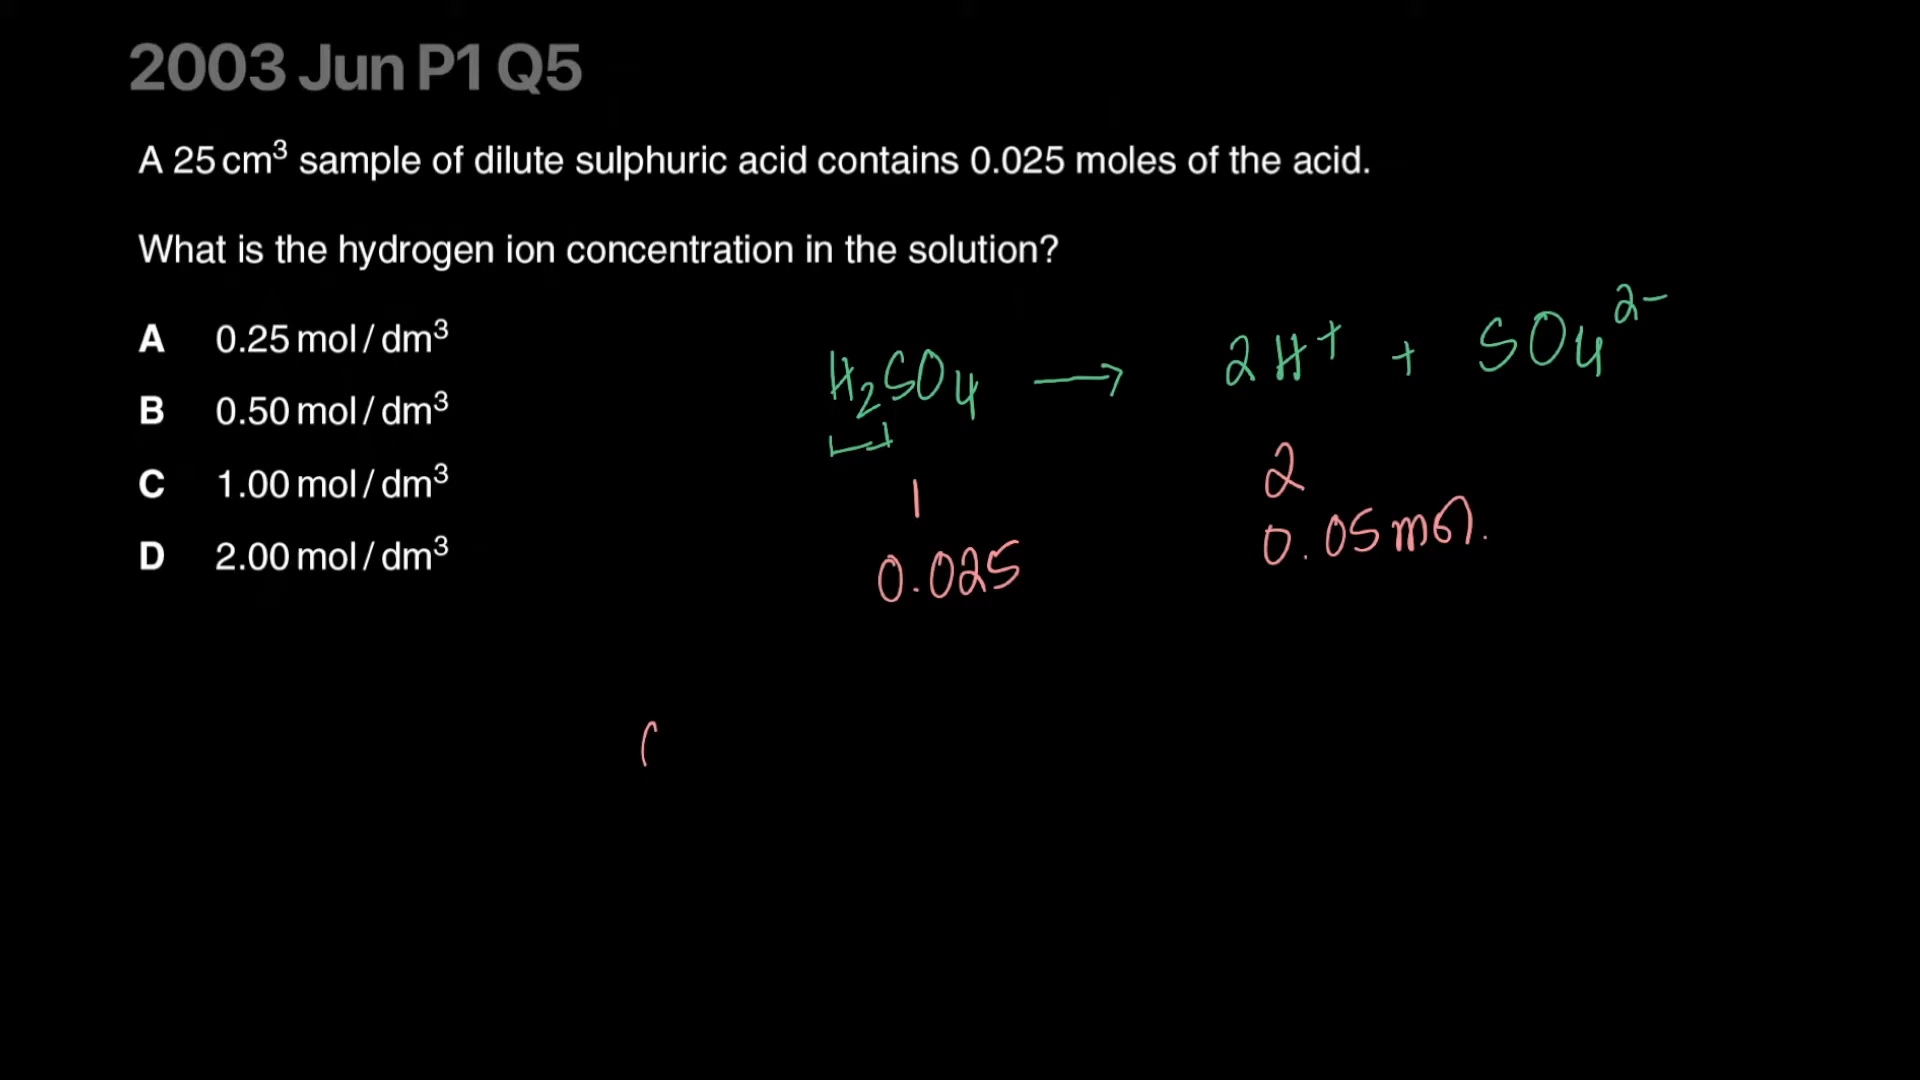 2003 Jun P1 Q5
A 25 cm³ sample of dilute sulphuric acid contains 0.025 moles of the acid.
What is the hydrogen ion concentration in the solution?
A 0.25 mol / dm³
B 0.50 mol / dm³
C 1.00 mol / dm³
D 2.00 mol / dm³
H₂SO₄ → 2H⁺ + SO₄²⁻
1 2
0.025 0.05 mol.
(